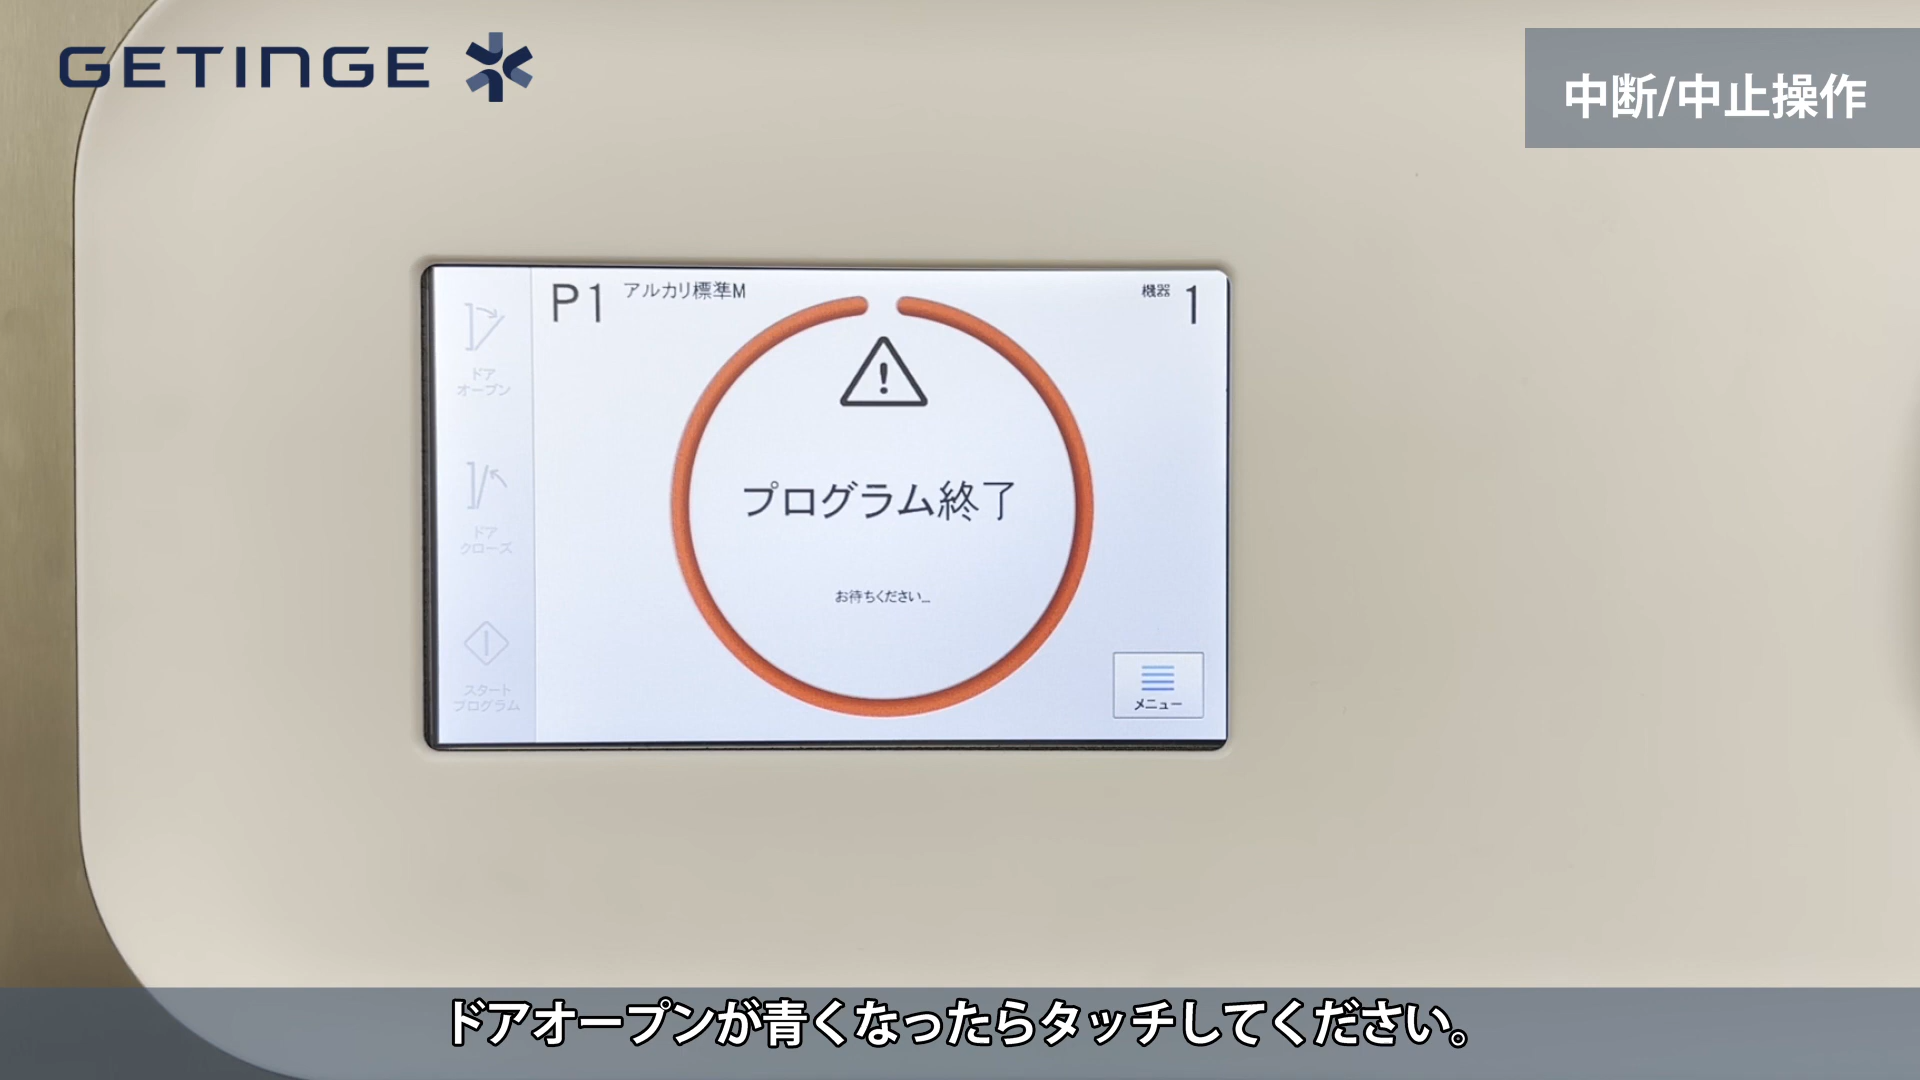 GETINGE
中断/中止操作
P1 アルカリ標準M
機器 1
ドア
オープン
ドア
クローズ
スタート
プログラム
プログラム終了
お待ちください...
メニュー
ドアオープンが青くなったらタッチしてください。